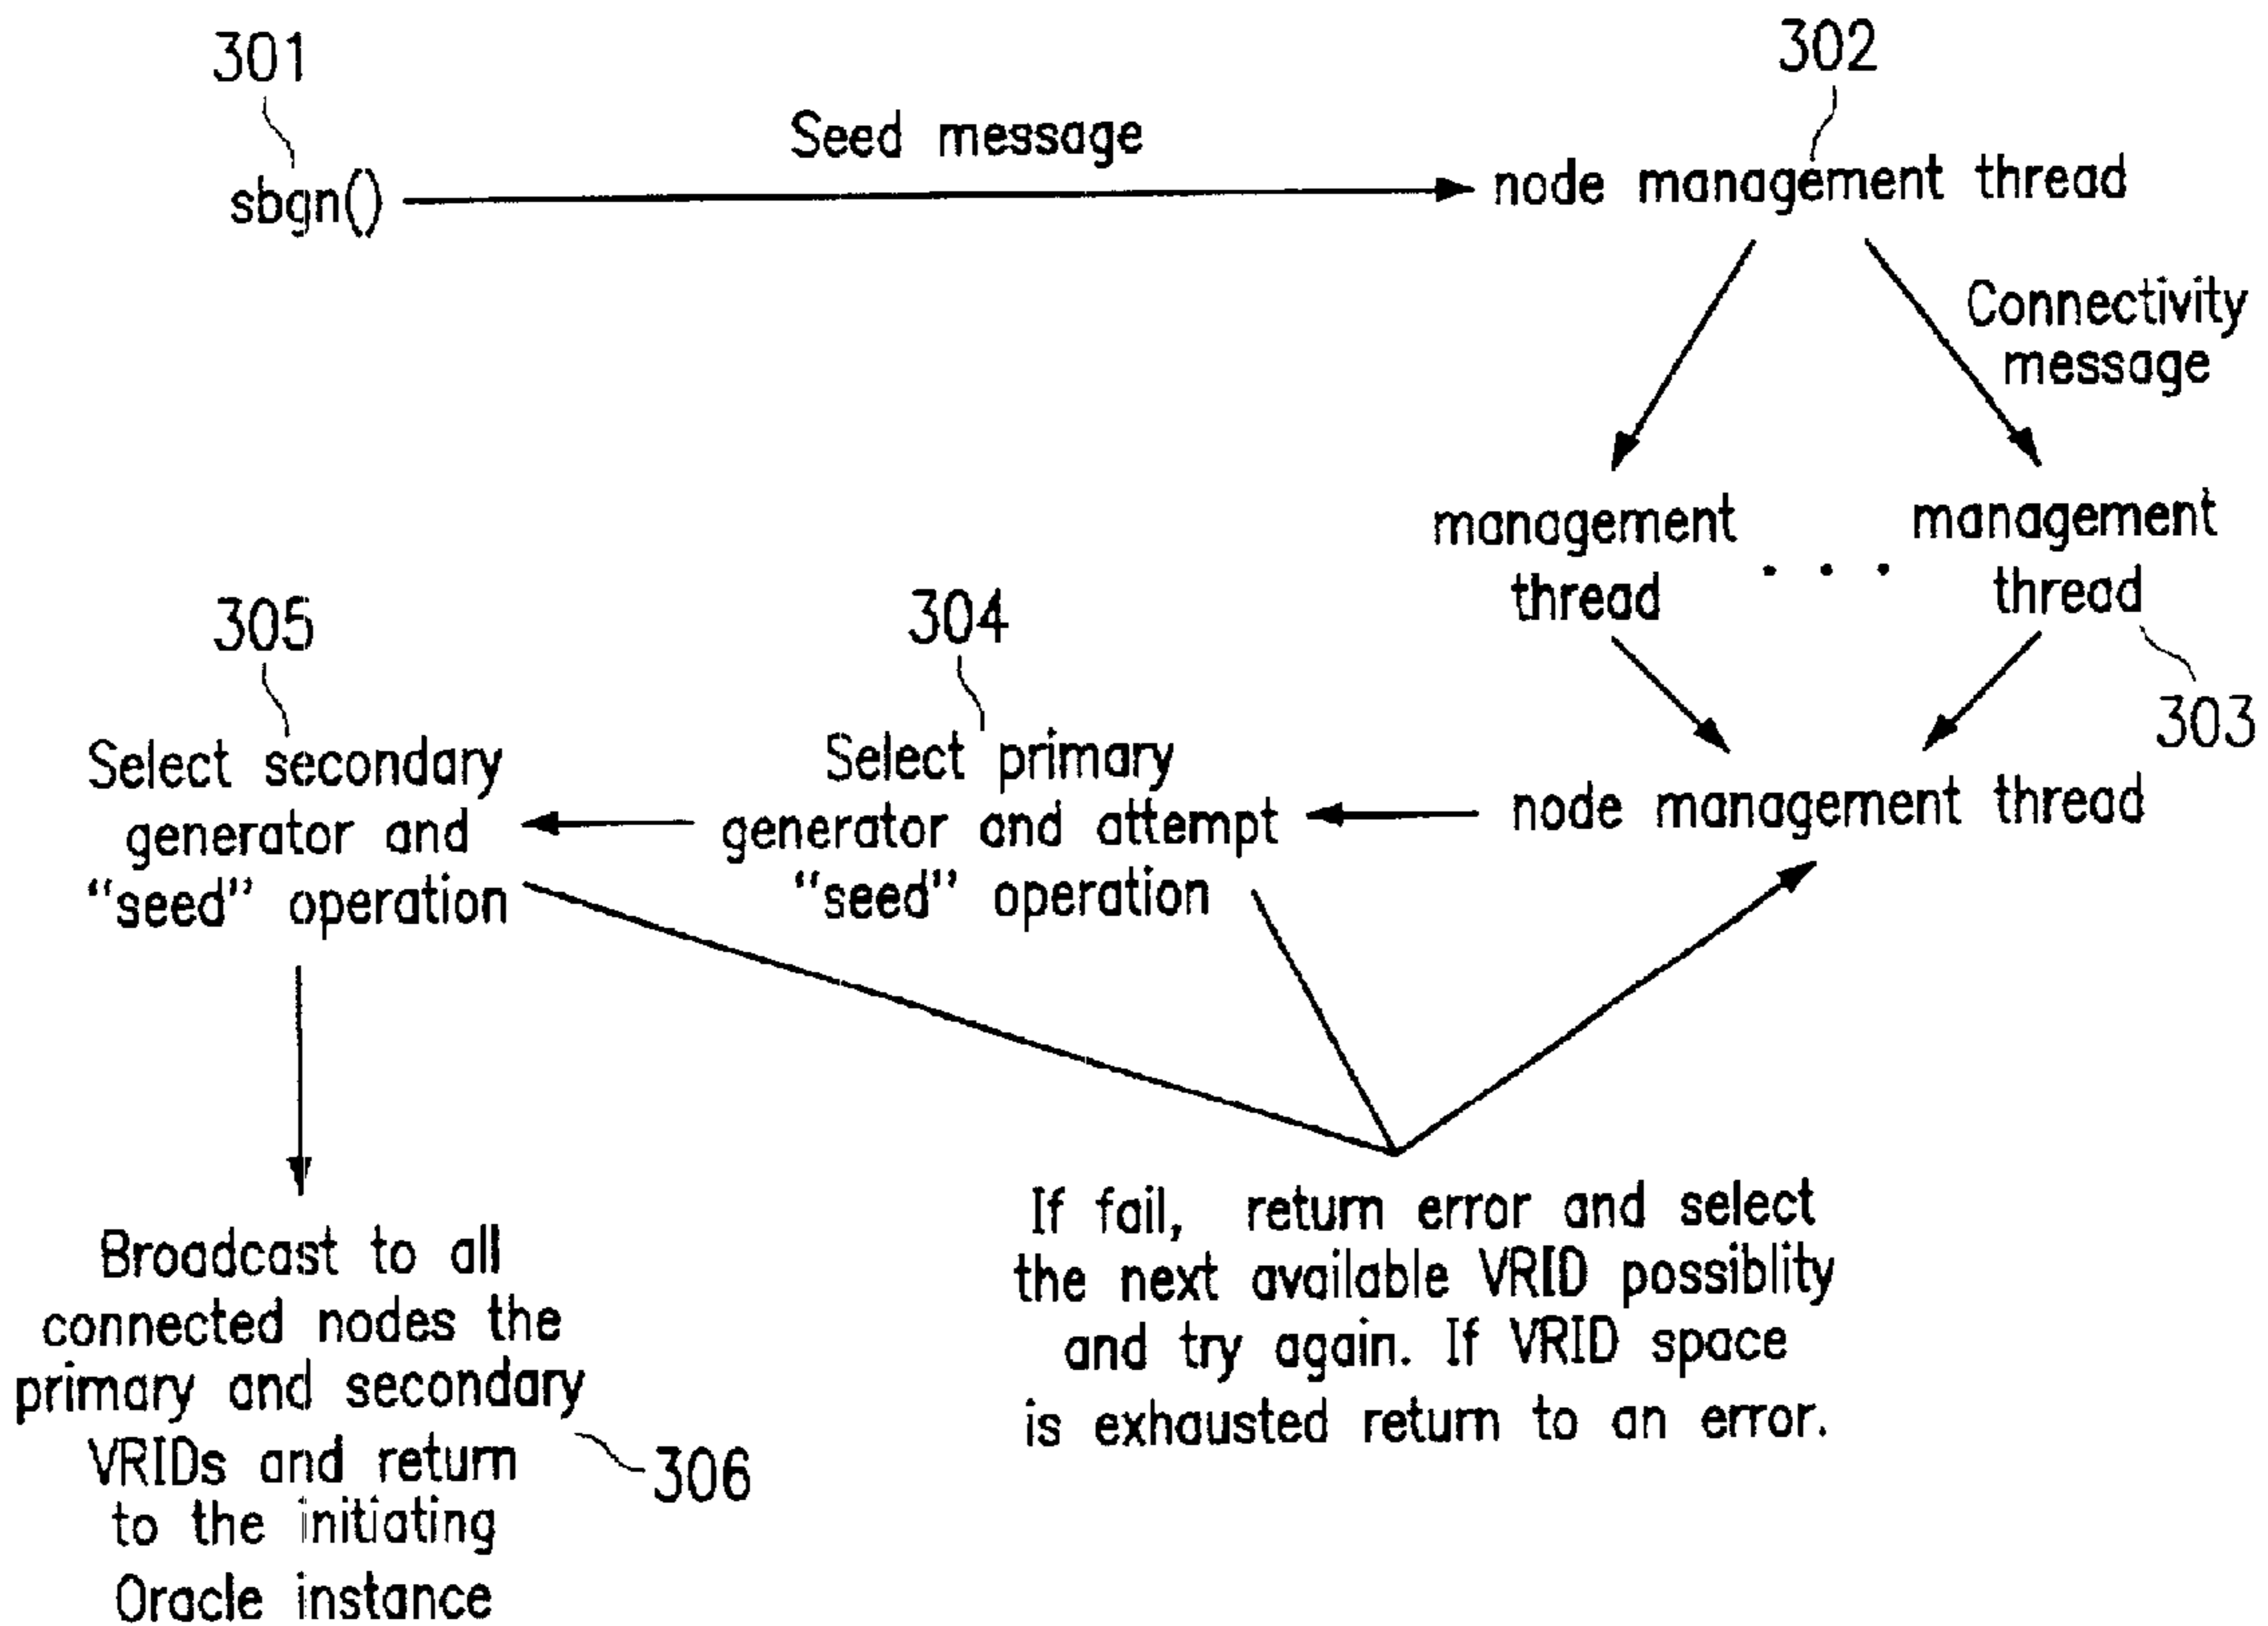 301
302
Seed message
sbgn()
node management thread
Connectivity
message
management
thread
. . .
management
thread
303
305
304
Select secondary
generator and
“seed” operation
Select primary
generator and attempt
“seed” operation
node management thread
Broadcast to all
connected nodes the
primary and secondary
VRIDs and return
to the initiating
Oracle instance
306
If fail, return error and select
the next available VRID possiblity
and try again. If VRID space
is exhausted return to an error.